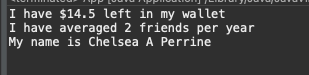 I have $14.5 left in my wallet
I have averaged 2 friends per year
My name is Chelsea A Perrine